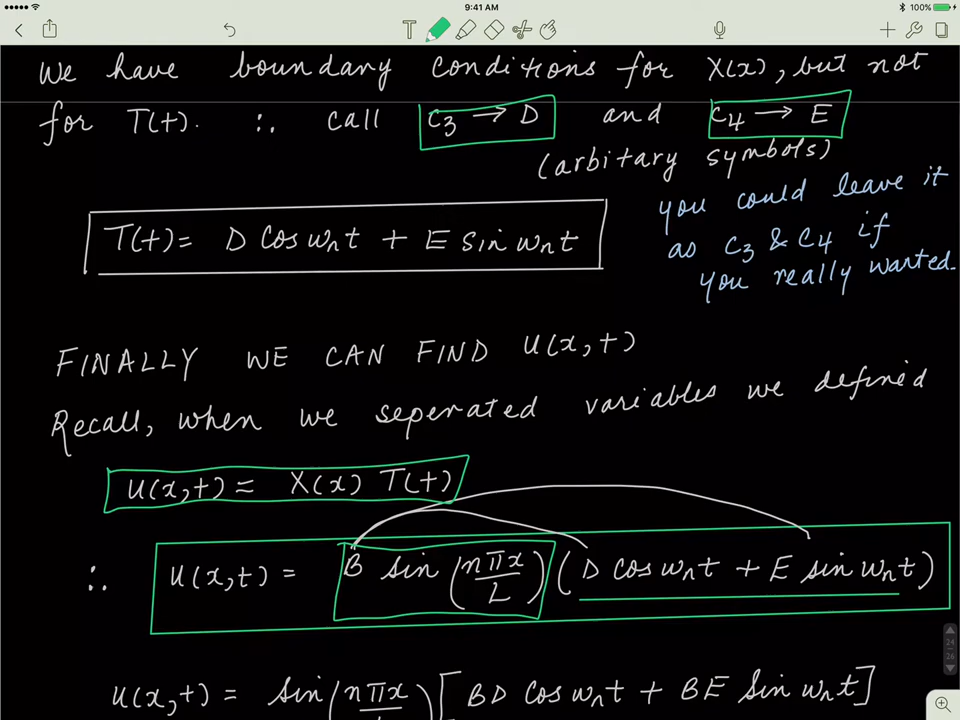 9:41 AM
100%
T
We have boundary conditions for X(x), but not
for T(t). ∴ call C₃ → D and C₄ → E
(arbitary symbols)
you could leave it
as C₃ & C₄ if
you really wanted.
T(t) = D cos wₙt + E sin wₙt
FINALLY WE CAN FIND U(x,t)
Recall, when we seperated variables we defined
U(x,t) = X(x) T(t)
∴ U(x,t) = B sin (nπx/L) (D cos wₙt + E sin wₙt)
U(x,t) = sin (nπx/L) [BD cos wₙt + BE sin wₙt]